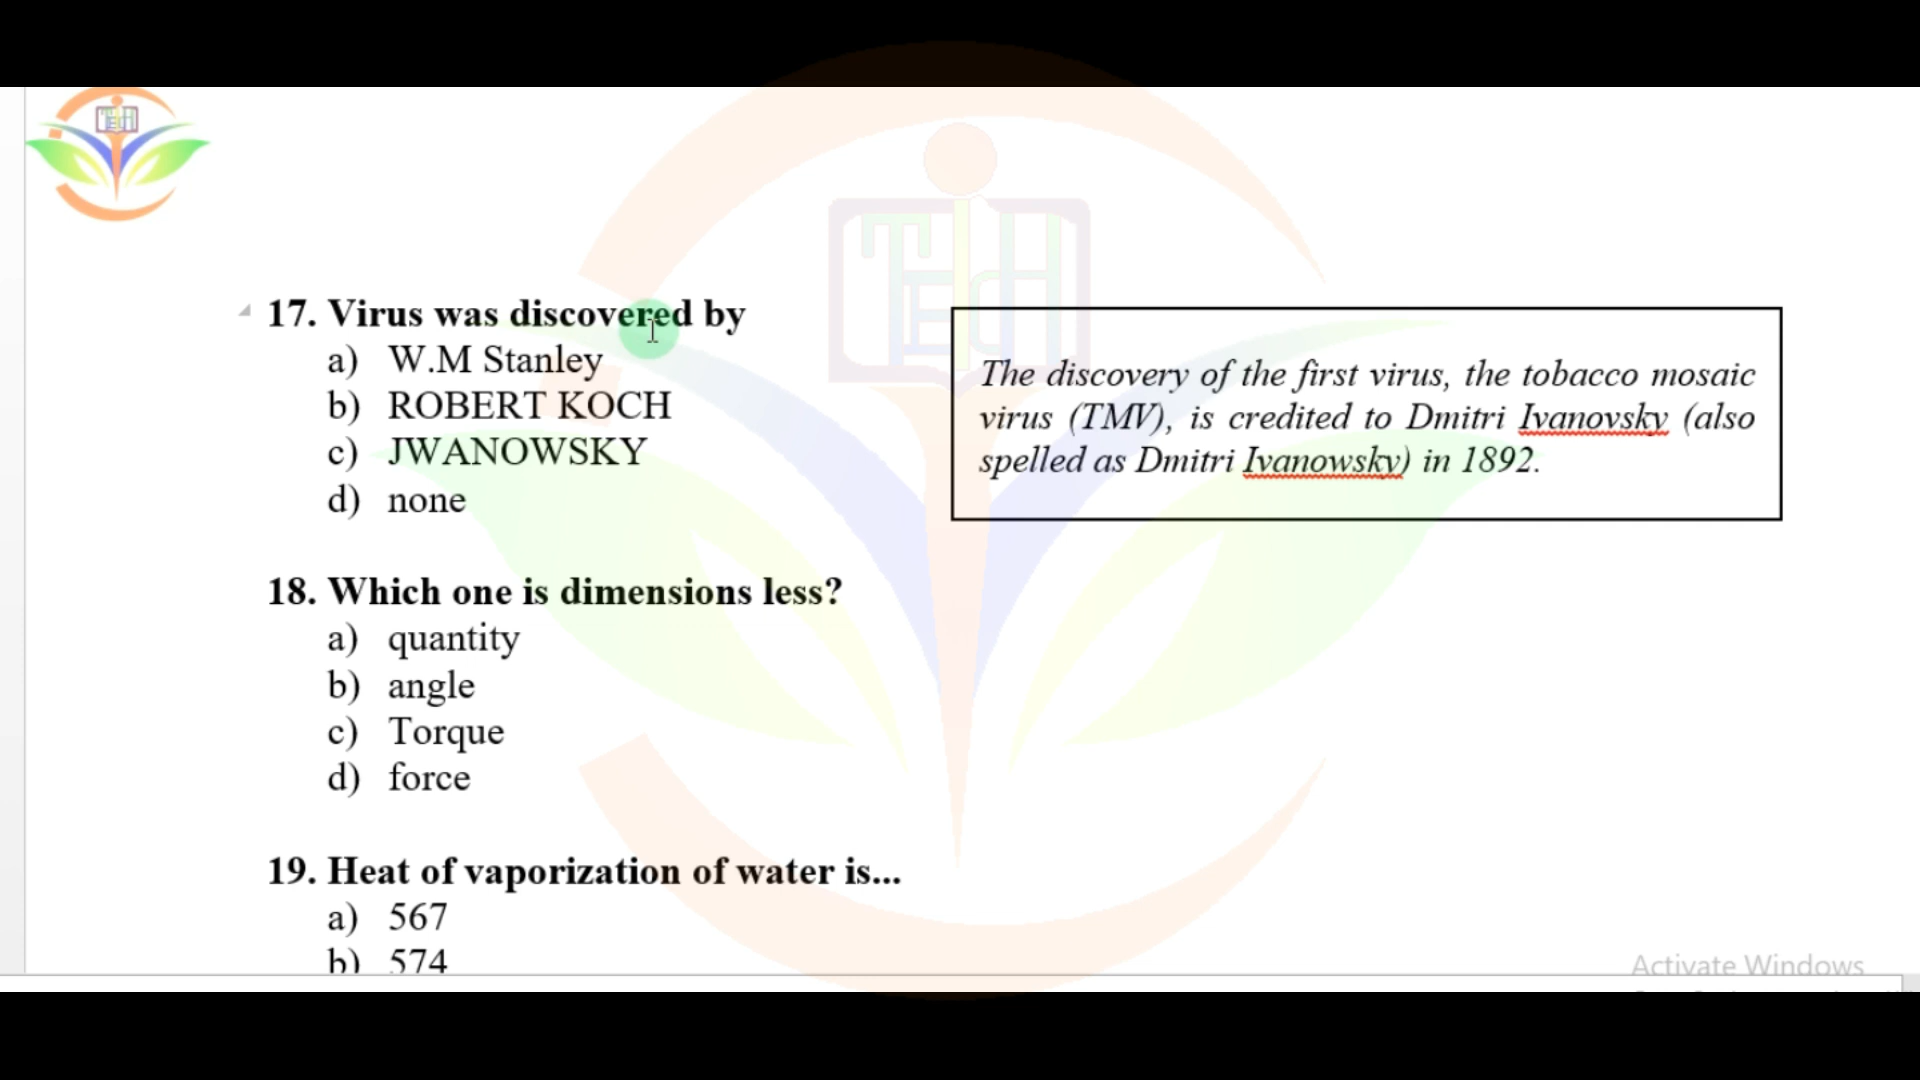 TEcH
TEcH
17. Virus was discovered by
a) W.M Stanley
b) ROBERT KOCH
c) JWANOWSKY
d) none
The discovery of the first virus, the tobacco mosaic
virus (TMV), is credited to Dmitri Ivanovsky (also
spelled as Dmitri Ivanowsky) in 1892.
18. Which one is dimensions less?
a) quantity
b) angle
c) Torque
d) force
19. Heat of vaporization of water is...
a) 567
b) 574
Activate Windows